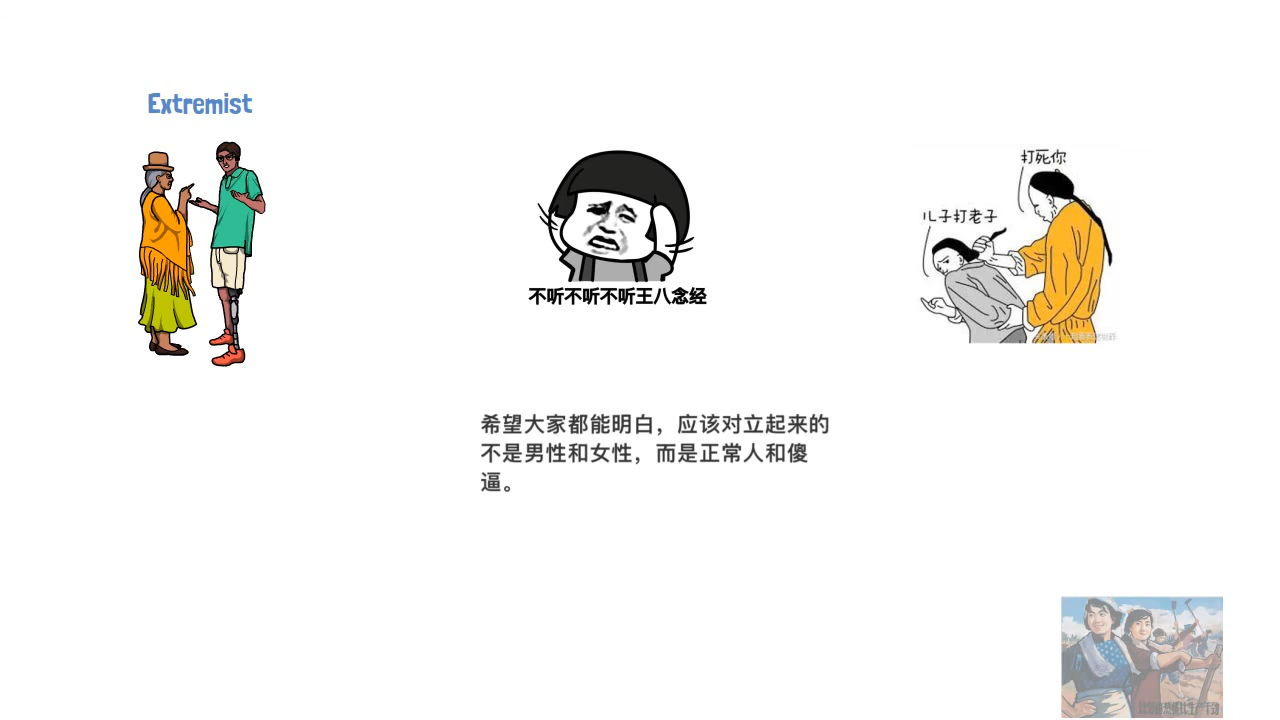 Extremist
打死你
儿子打老子
不听不听不听王八念经
希望大家都能明白，应该对立起来的
不是男性和女性，而是正常人和傻
逼。